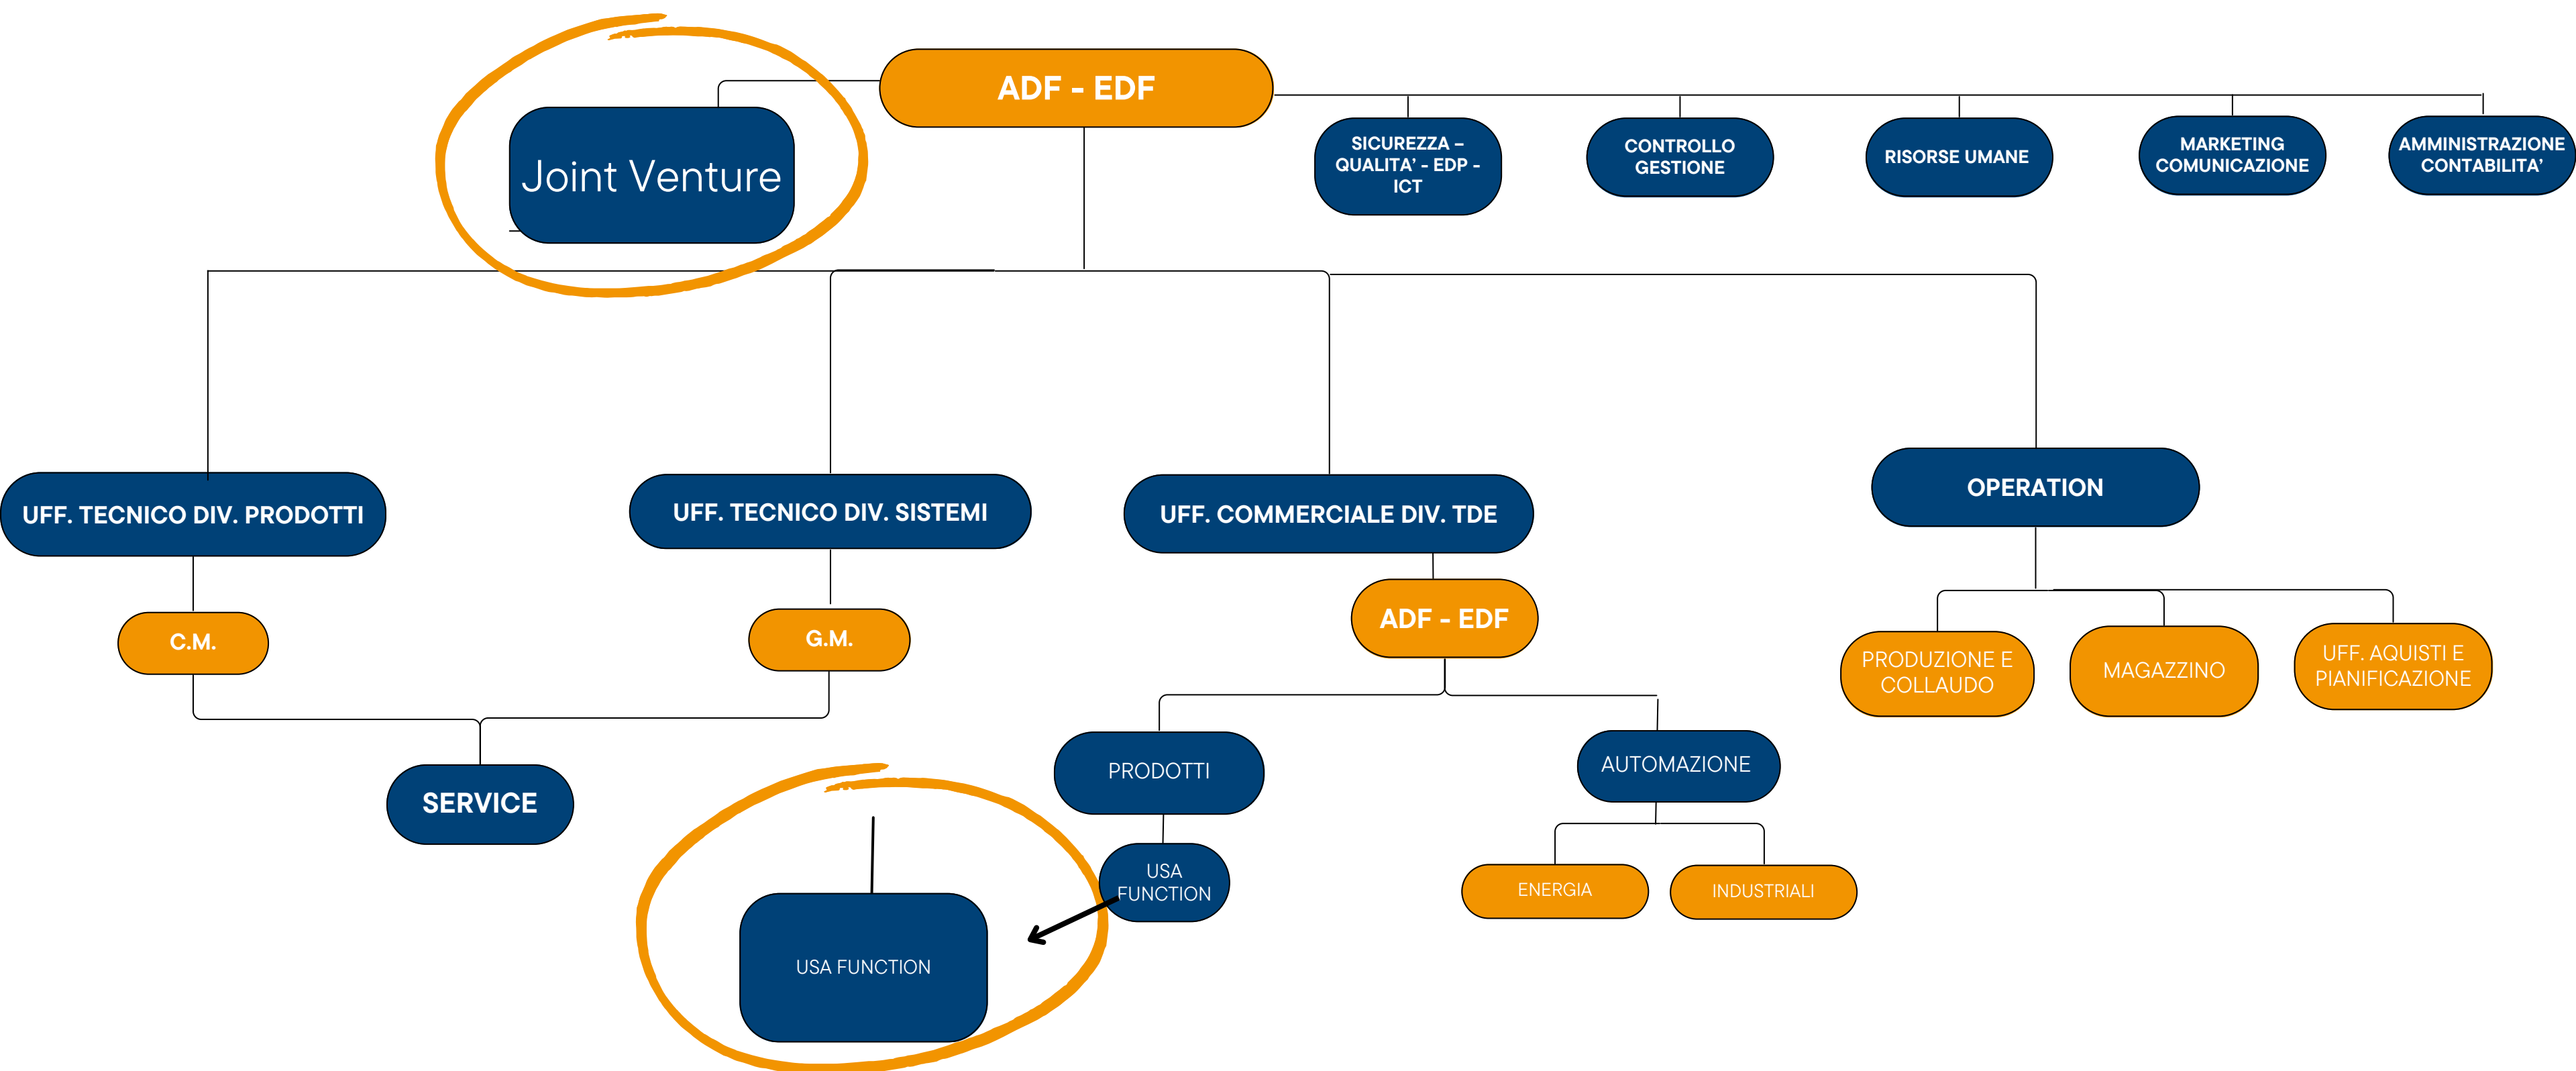 ADF - EDF
Joint Venture
SICUREZZA –
QUALITA’ - EDP -
ICT
CONTROLLO
GESTIONE
RISORSE UMANE
MARKETING
COMUNICAZIONE
AMMINISTRAZIONE
CONTABILITA’
UFF. TECNICO DIV. PRODOTTI
UFF. TECNICO DIV. SISTEMI
UFF. COMMERCIALE DIV. TDE
OPERATION
C.M.
G.M.
ADF - EDF
PRODUZIONE E
COLLAUDO
MAGAZZINO
UFF. AQUISTI E
PIANIFICAZIONE
SERVICE
PRODOTTI
AUTOMAZIONE
USA
FUNCTION
ENERGIA
INDUSTRIALI
USA FUNCTION